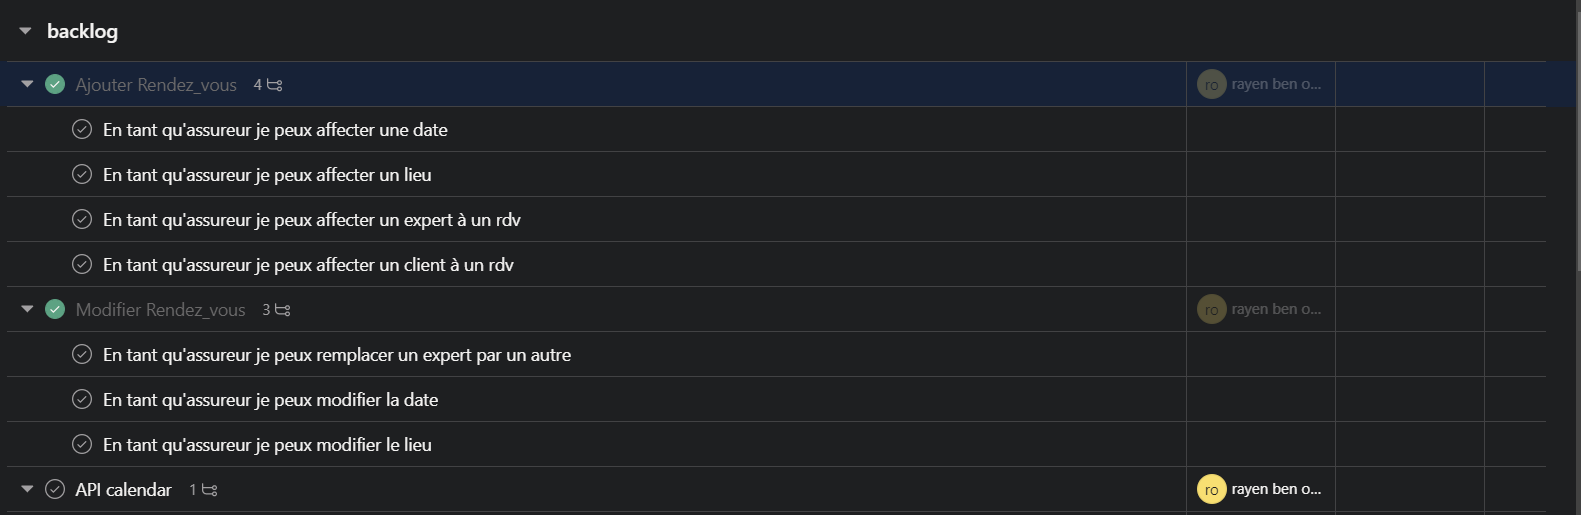 backlog
Ajouter Rendez_vous 4 ro rayen ben o...
En tant qu'assureur je peux affecter une date
En tant qu'assureur je peux affecter un lieu
En tant qu'assureur je peux affecter un expert à un rdv
En tant qu'assureur je peux affecter un client à un rdv
Modifier Rendez_vous 3 ro rayen ben o...
En tant qu'assureur je peux remplacer un expert par un autre
En tant qu'assureur je peux modifier la date
En tant qu'assureur je peux modifier le lieu
API calendar 1 ro rayen ben o...